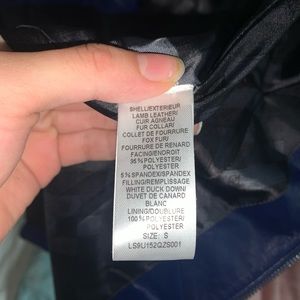 SHELL/EXTERIEUR
LAMB LEATHER/
CUIR AGNEAU
FUR COLLAR/
COLLET DE FOURRURE
FOX FUR/
FOURRURE DE RENARD
FACING/ENDROIT
95% POLYESTER/
POLYESTER
5% SPANDEX/SPANDEX
FILLING/REMPLISSAGE
WHITE DUCK DOWN/
DUVET DE CANARD
BLANC
LINING/DOUBLURE
100% POLYESTER/
POLYESTER
SIZE: S
LS9U152QZS001